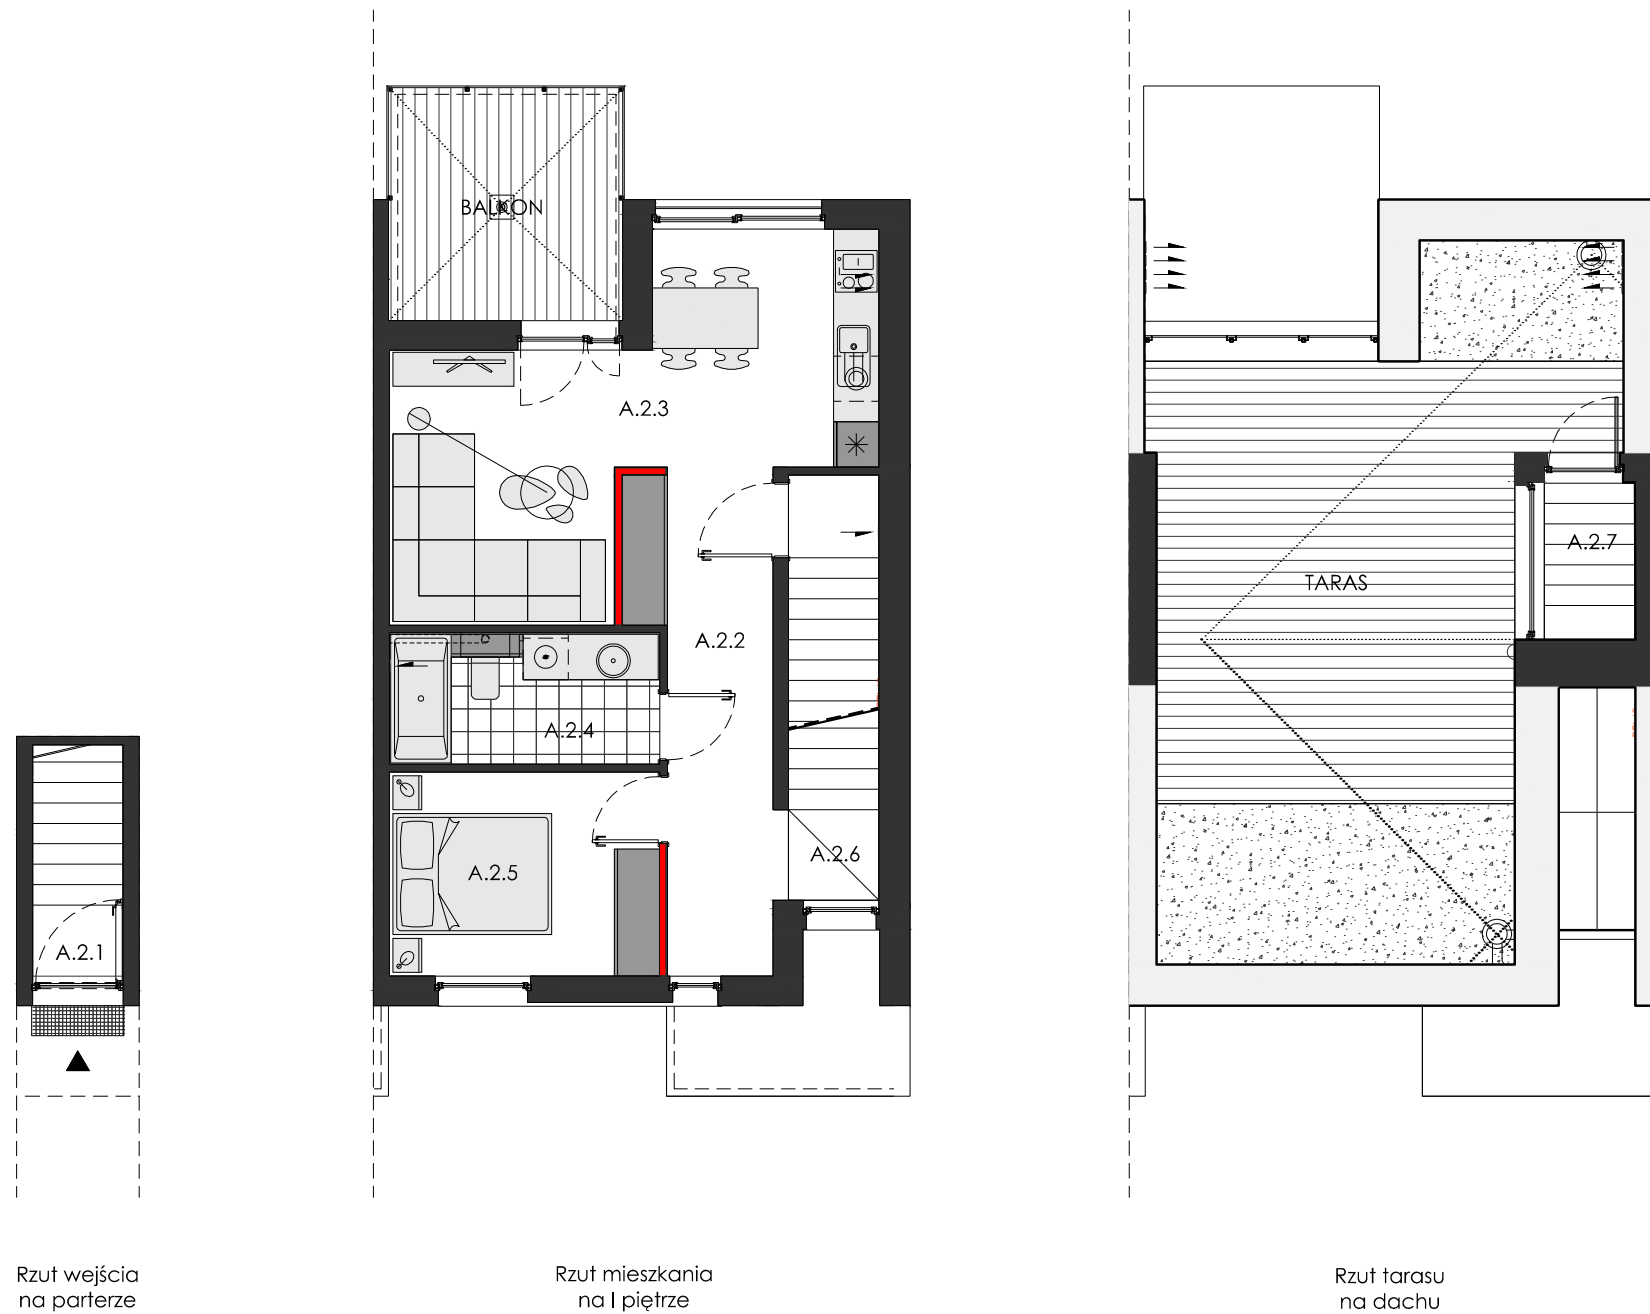 BALKON
A.2.3
A.2.2
A.2.4
A.2.5
A.2.6
A.2.1
TARAS
A.2.7
Rzut wejścia
na parterze
Rzut mieszkania
na I piętrze
Rzut tarasu
na dachu